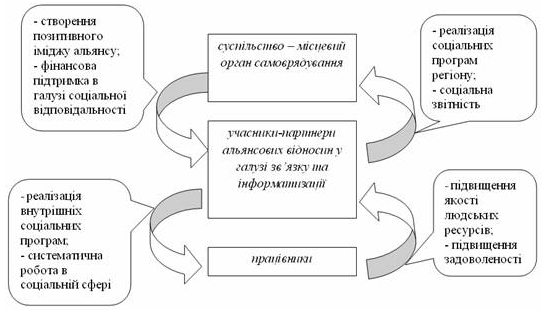 - створення
позитивного
іміджу альянсу;
- фінансова
підтримка в
галузі соціальної
відповідальності
суспільство – місцевий
орган самоврядування
- реалізація
соціальних
програм
регіону;
- соціальна
звітність
учасники-партнери
альянсових відносин у
галузі зв’язку та
інформатизації
- реалізація
внутрішніх
соціальних
програм;
- систематична
робота в
соціальній сфері
працівники
- підвищення
якості
людських
ресурсів;
- підвищення
задоволеності